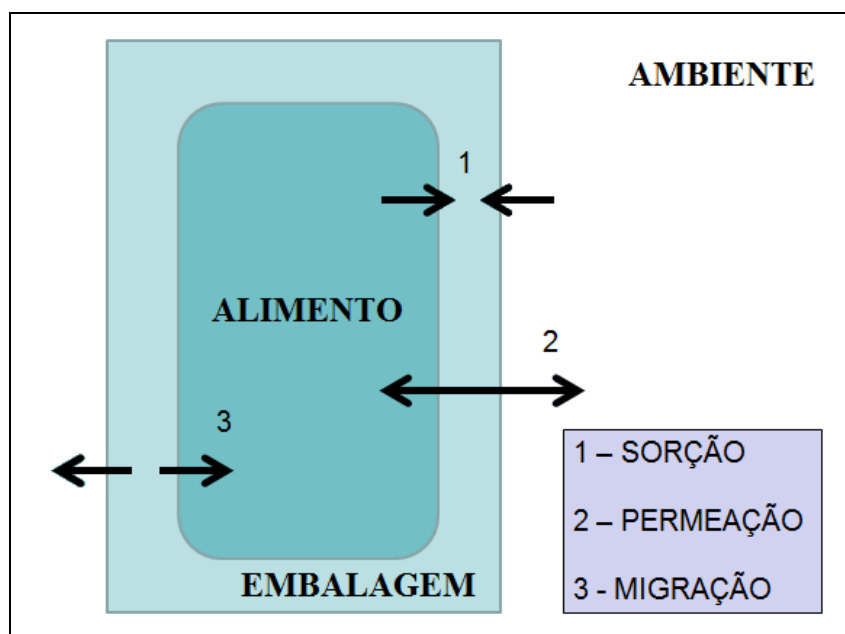 AMBIENTE
1
ALIMENTO
2
3
1 – SORÇÃO
2 – PERMEAÇÃO
3 - MIGRAÇÃO
EMBALAGEM